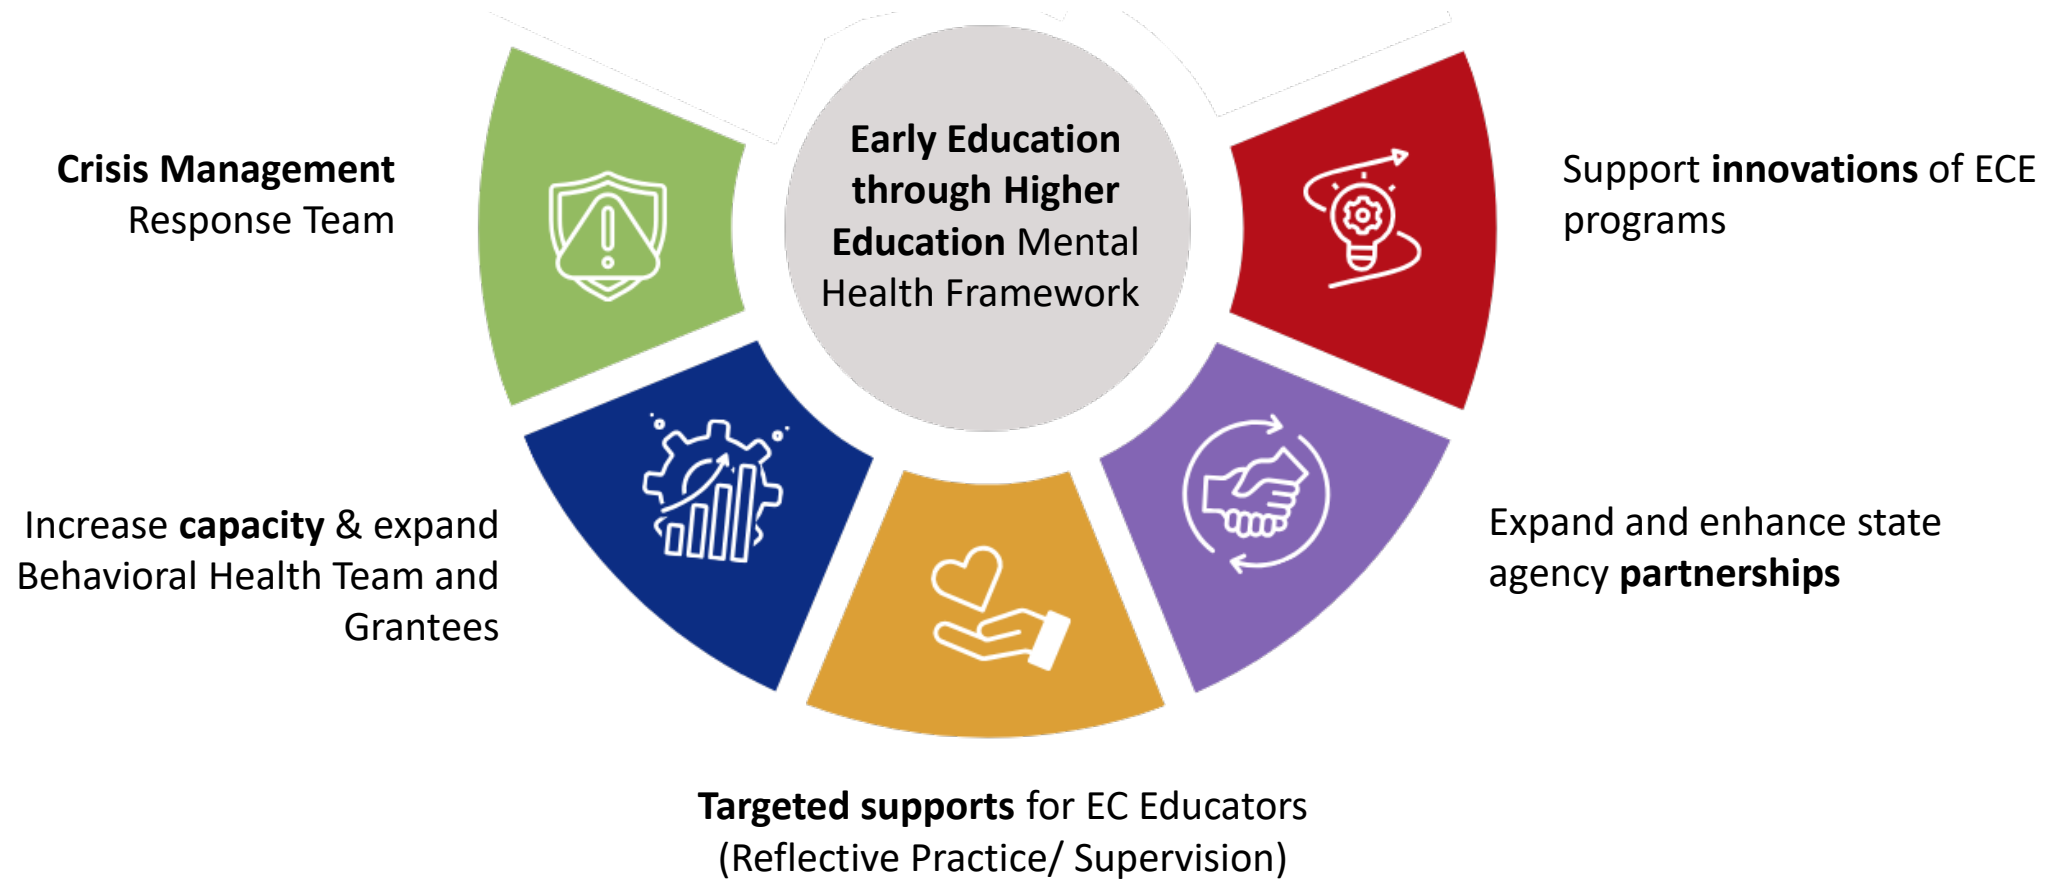 Early Education
through Higher
Education Mental
Health Framework
Crisis Management
Response Team
Increase capacity & expand
Behavioral Health Team and
Grantees
Targeted supports for EC Educators
(Reflective Practice/ Supervision)
Expand and enhance state
agency partnerships
Support innovations of ECE
programs